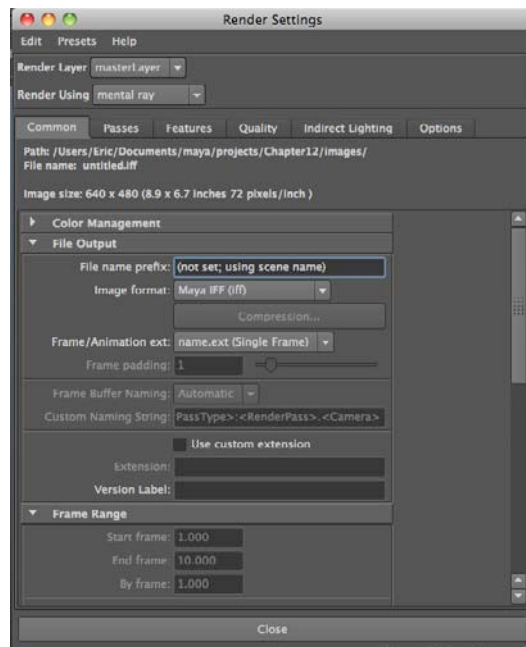 Render Settings
Edit Presets Help
Render Layer masterLayer
Render Using mental ray
Common Passes Features Quality Indirect Lighting Options
Path: /Users/Eric/Documents/maya/projects/Chapter12/images/
File name: untitled.iff
Image size: 640 x 480 (8.9 x 6.7 inches 72 pixels/inch )
Color Management
File Output
File name prefix: (not set; using scene name)
Image format: Maya IFF (iff)
Compression...
Frame/Animation ext: name.ext (Single Frame)
Frame padding: 1
Frame Buffer Naming: Automatic
Custom Naming String: PassType>:<RenderPass>.<Camera>
Use custom extension
Extension:
Version Label:
Frame Range
Start frame: 1.000
End frame: 10.000
By frame: 1.000
Close